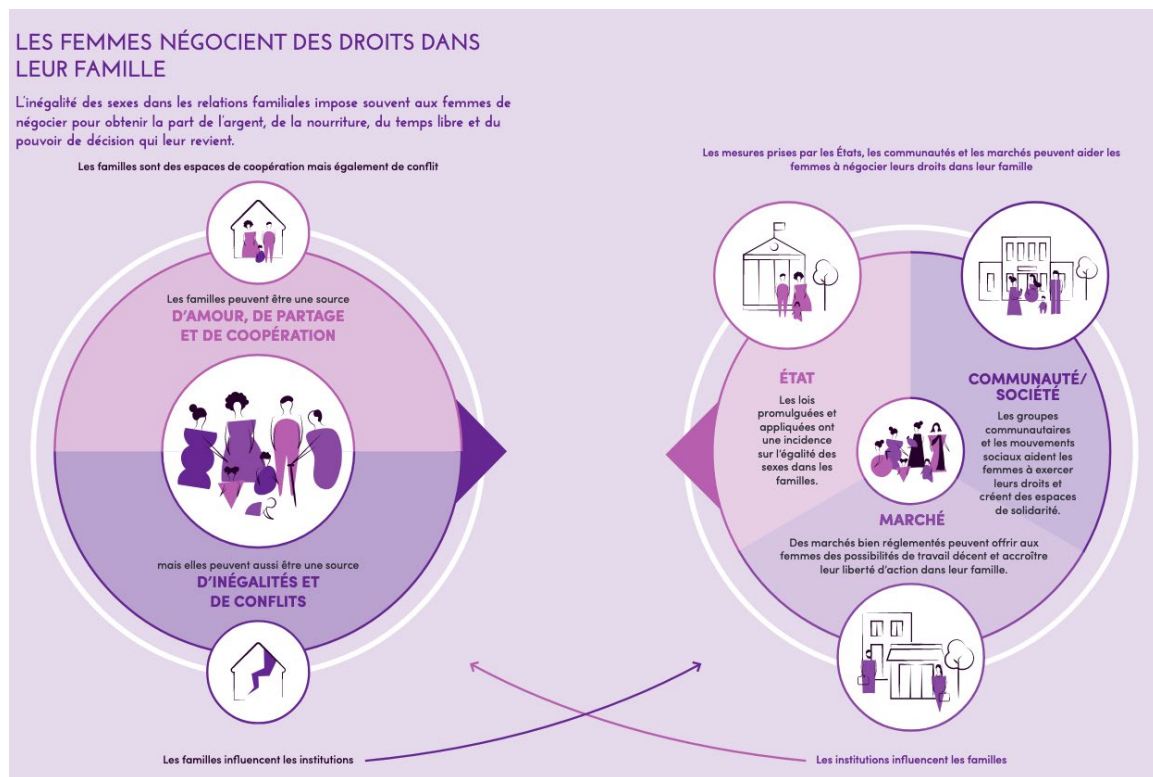 LES FEMMES NÉGOCIENT DES DROITS DANS
LEUR FAMILLE
L'inégalité des sexes dans les relations familiales impose souvent aux femmes de
négocier pour obtenir la part de l'argent, de la nourriture, du temps libre et du
pouvoir de décision qui leur revient.
Les familles sont des espaces de coopération mais également de conflit
Les familles peuvent être une source
D'AMOUR, DE PARTAGE
ET DE COOPÉRATION
mais elles peuvent aussi être une source
D'INÉGALITÉS ET
DE CONFLITS
Les familles influencent les institutions
Les mesures prises par les États, les communautés et les marchés peuvent aider les
femmes à négocier leurs droits dans leur famille
ÉTAT
Les lois
promulguées et
appliquées ont
une incidence
sur l'égalité des
sexes dans les
familles.
COMMUNAUTÉ/
SOCIÉTÉ
Les groupes
communautaires
et les mouvements
sociaux aident les
femmes à exercer
leurs droits et
créent des espaces
de solidarité.
MARCHÉ
Des marchés bien réglementés peuvent offrir aux
femmes des possibilités de travail décent et accroître
leur liberté d'action dans leur famille.
Les institutions influencent les familles